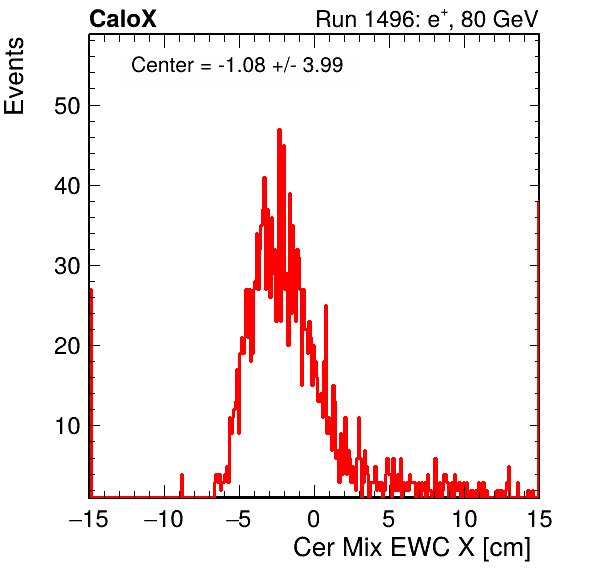 CaloX Run 1496: e⁺, 80 GeV
Center = -1.08 +/- 3.99
Events
50
40
30
20
10
−15 −10 −5 0 5 10 15
Cer Mix EWC X [cm]